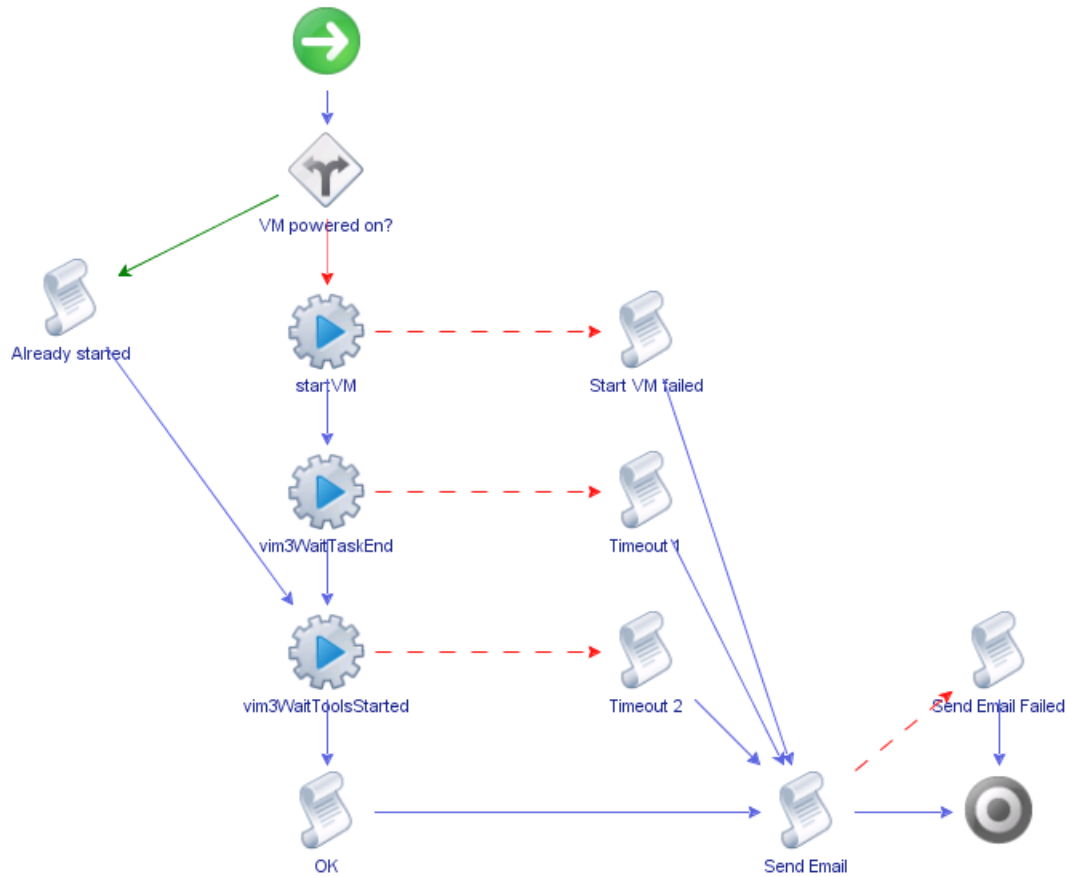 VM powered on?
Already started
startVM
Start VM failed
vim3WaitTaskEnd
Timeout 1
vim3WaitToolsStarted
Timeout 2
Send Email Failed
OK
Send Email